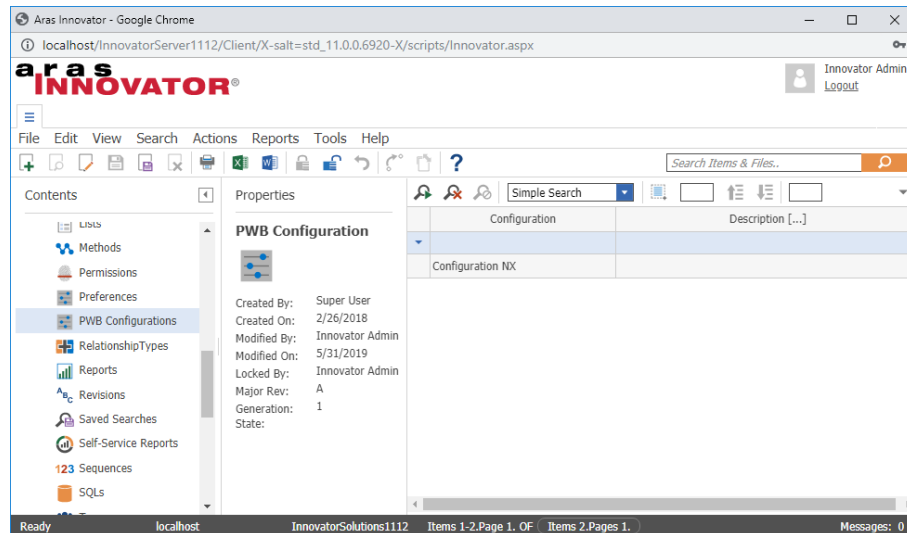 Aras Innovator - Google Chrome
localhost/InnovatorServer1112/Client/X-salt=std_11.0.0.6920-X/scripts/Innovator.aspx
aras
INNOVATOR®
Innovator Admin
Logout
File Edit View Search Actions Reports Tools Help
Search Items & Files..
Contents
Lists
Methods
Permissions
Preferences
PWB Configurations
RelationshipTypes
Reports
ABC Revisions
Saved Searches
Self-Service Reports
123 Sequences
SQLs
Properties
PWB Configuration
Created By: Super User
Created On: 2/26/2018
Modified By: Innovator Admin
Modified On: 5/31/2019
Locked By: Innovator Admin
Major Rev: A
Generation: 1
State:
Simple Search
Configuration Description [...]
Configuration NX
Ready localhost InnovatorSolutions1112 Items 1-2.Page 1. OF Items 2.Pages 1. Messages: 0